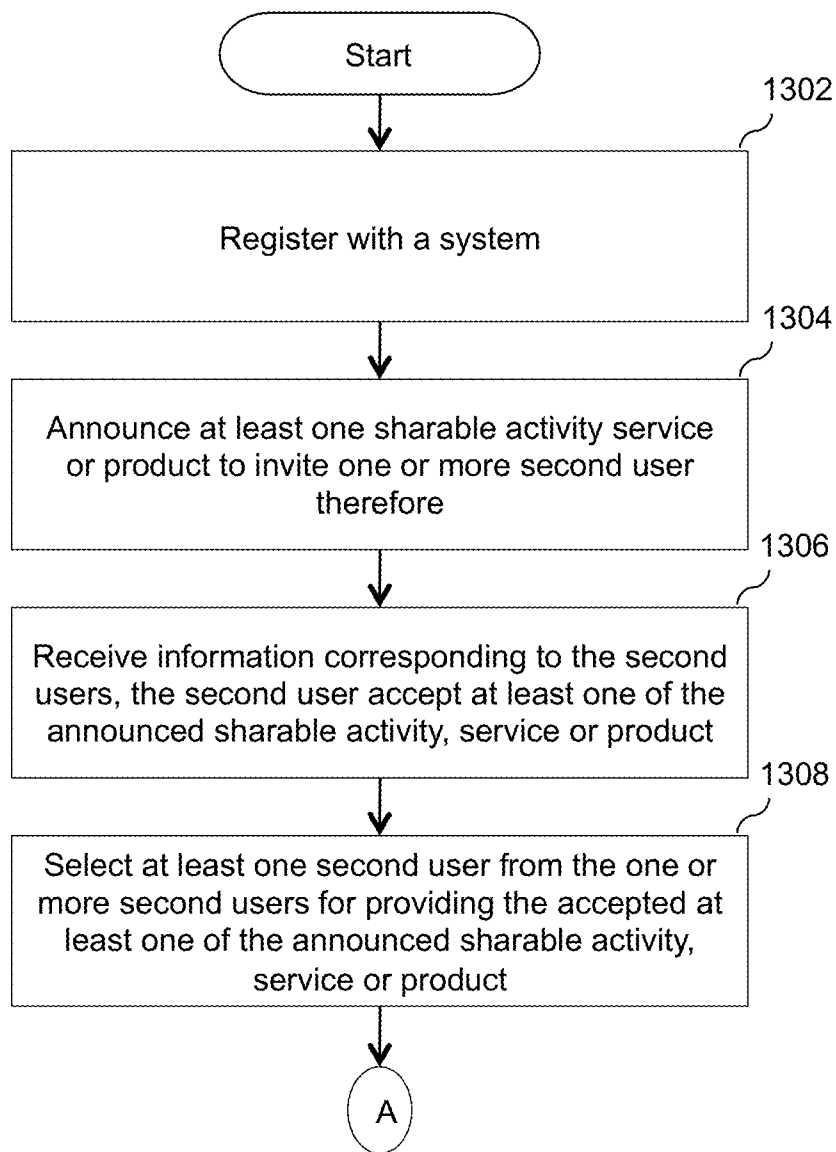 Start
1302
Register with a system
1304
Announce at least one sharable activity service
or product to invite one or more second user
therefore
1306
Receive information corresponding to the second
users, the second user accept at least one of the
announced sharable activity, service or product
1308
Select at least one second user from the one or
more second users for providing the accepted at
least one of the announced sharable activity,
service or product
A